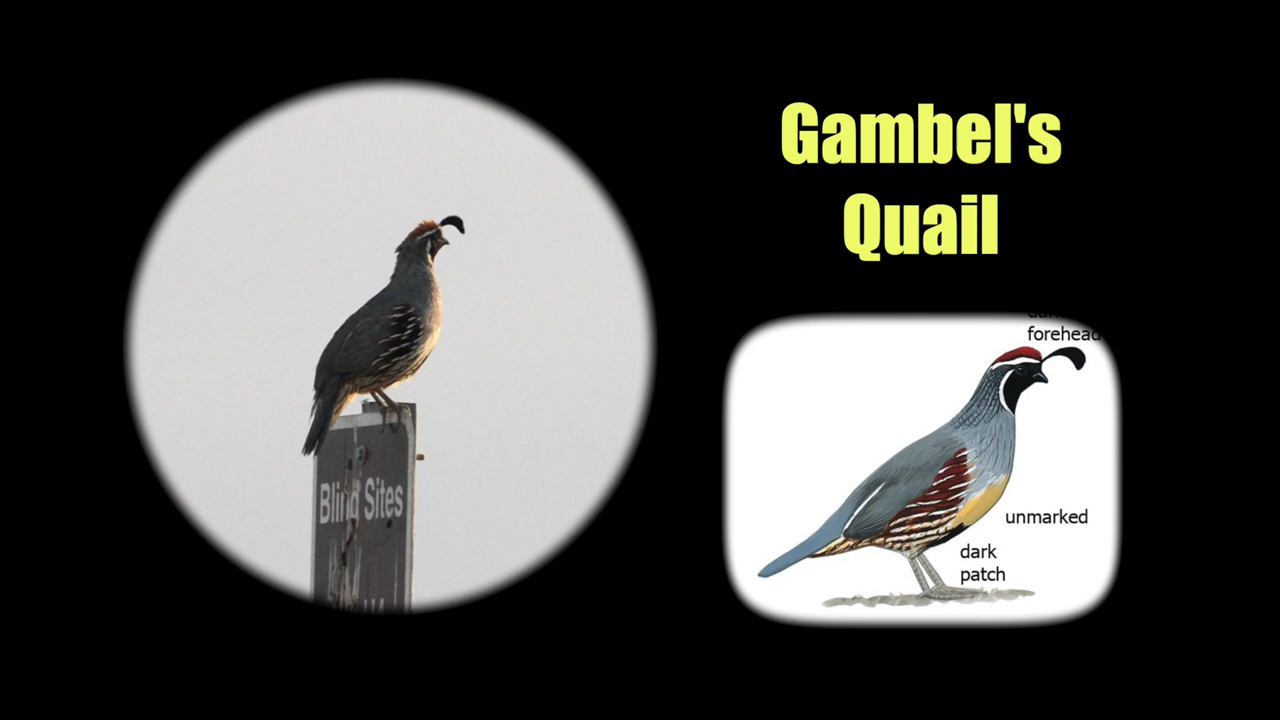 Gambel's
Quail
forehead
unmarked
dark
patch
Blind Sites